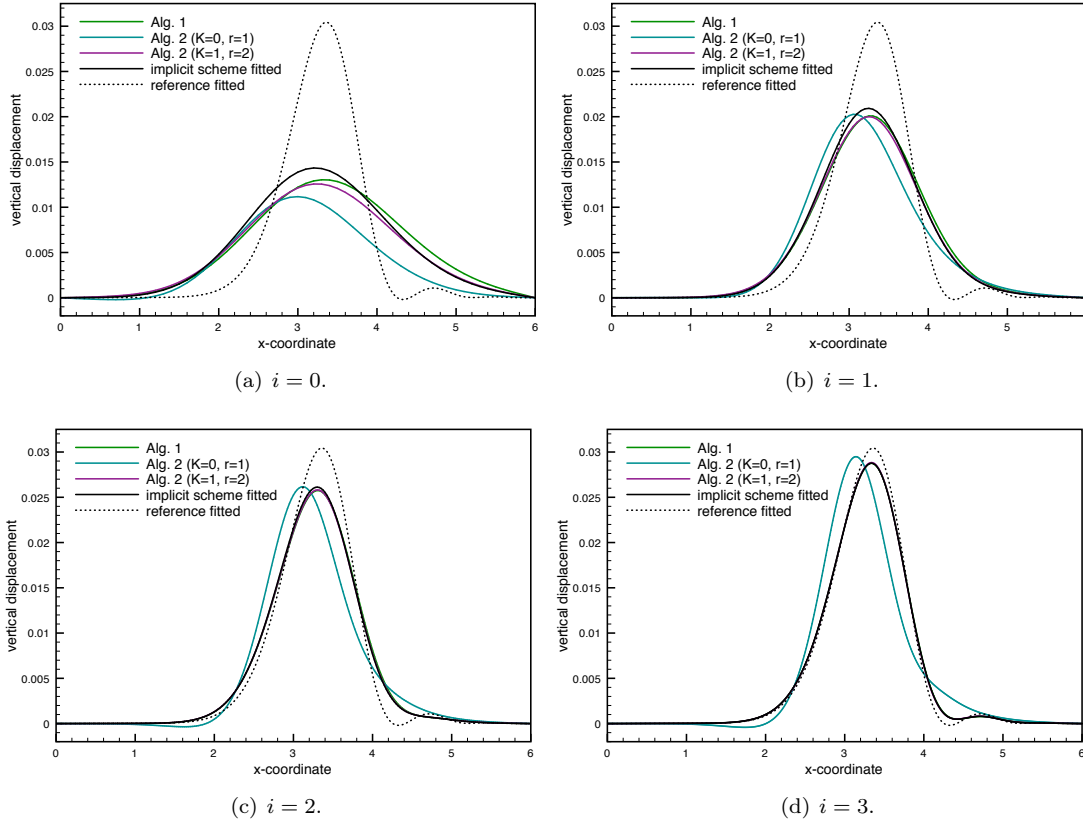 0.03
0.025
0.02
0.015
0.01
0.005
0
vertical displacement
Alg. 1
Alg. 2 (K=0, r=1)
Alg. 2 (K=1, r=2)
implicit scheme fitted
reference fitted
0 1 2 3 4 5 6
x-coordinate
(a) i = 0.
0.03
0.025
0.02
0.015
0.01
0.005
0
vertical displacement
Alg. 1
Alg. 2 (K=0, r=1)
Alg. 2 (K=1, r=2)
implicit scheme fitted
reference fitted
0 1 2 3 4 5
x-coordinate
(b) i = 1.
0.03
0.025
0.02
0.015
0.01
0.005
0
vertical displacement
Alg. 1
Alg. 2 (K=0, r=1)
Alg. 2 (K=1, r=2)
implicit scheme fitted
reference fitted
0 1 2 3 4 5 6
x-coordinate
(c) i = 2.
0.03
0.025
0.02
0.015
0.01
0.005
0
vertical displacement
Alg. 1
Alg. 2 (K=0, r=1)
Alg. 2 (K=1, r=2)
implicit scheme fitted
reference fitted
0 1 2 3 4 5 6
x-coordinate
(d) i = 3.